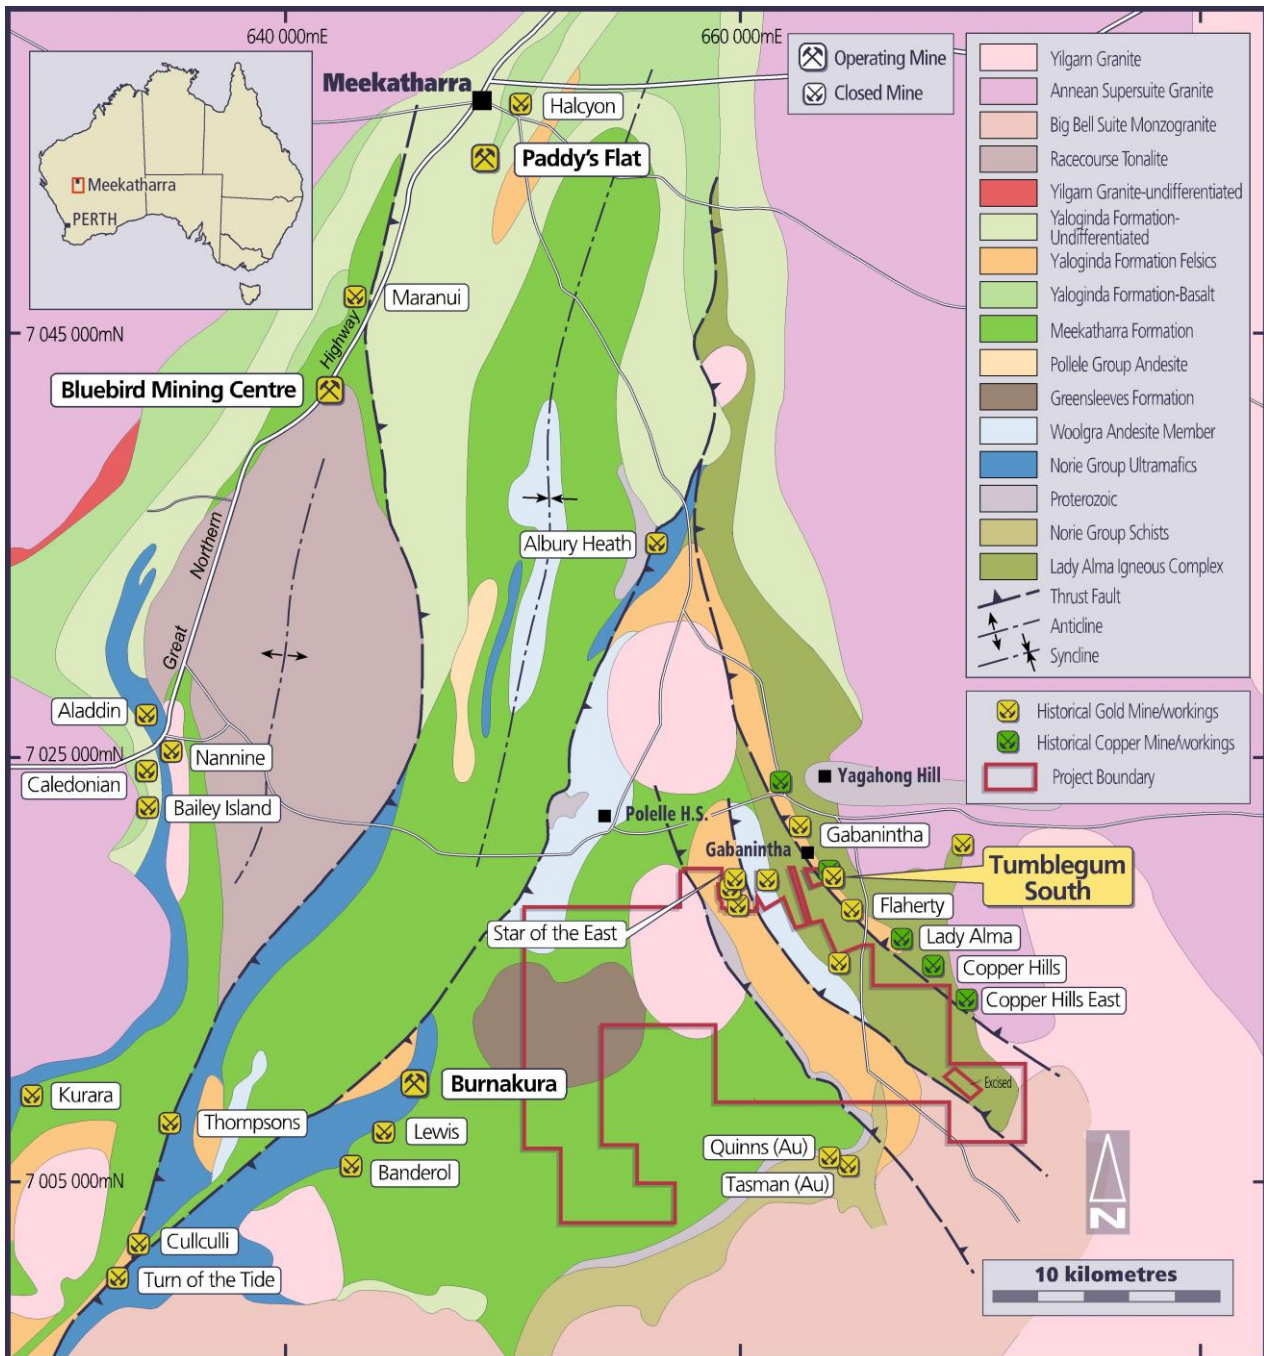 640 000mE
660 000mE
Meekatharra
Halcyon
Paddy's Flat
Meekatharra
PERTH
Maranui
7 045 000mN
Highway
Bluebird Mining Centre
Northern
Great
Albury Heath
Aladdin
Nannine
7 025 000mN
Caledonian
Bailey Island
Yagahong Hill
Polelle H.S.
Gabanintha
Gabanintha
Tumblegum
South
Star of the East
Flaherty
Lady Alma
Copper Hills
Copper Hills East
Excised
Burnakura
Kurara
Thompsons
Lewis
Banderol
Quinns (Au)
Tasman (Au)
7 005 000mN
Cullculli
Turn of the Tide
N
10 kilometres
Operating Mine
Closed Mine
Yilgarn Granite
Annean Supersuite Granite
Big Bell Suite Monzogranite
Racecourse Tonalite
Yilgarn Granite-undifferentiated
Yaloginda Formation-
Undifferentiated
Yaloginda Formation Felsics
Yaloginda Formation-Basalt
Meekatharra Formation
Pollele Group Andesite
Greensleeves Formation
Woolgra Andesite Member
Norie Group Ultramafics
Proterozoic
Norie Group Schists
Lady Alma Igneous Complex
Thrust Fault
Anticline
Syncline
Historical Gold Mine/workings
Historical Copper Mine/workings
Project Boundary